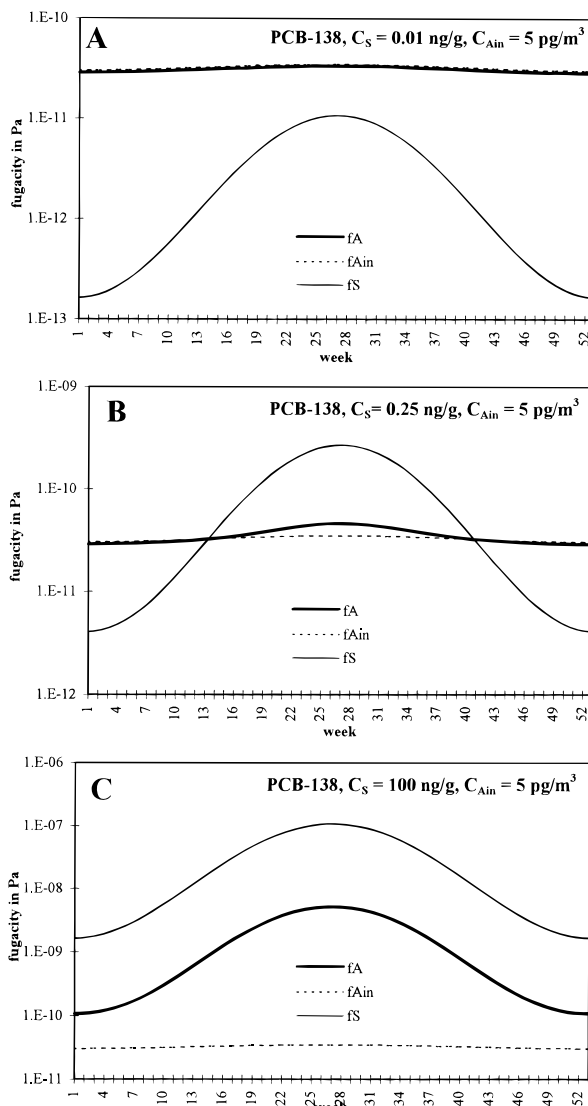 A
PCB-138, CS = 0.01 ng/g, CAin = 5 pg/m3
1.E-10
1.E-11
1.E-12
1.E-13
fugacity in Pa
fA
fAin
fS
1 4 7 10 13 16 19 22 25 28 31 34 37 40 43 46 49 52
week
B
PCB-138, CS= 0.25 ng/g, CAin = 5 pg/m3
1.E-09
1.E-10
1.E-11
1.E-12
fugacity in Pa
fA
fAin
fS
1 4 7 10 13 16 19 22 25 28 31 34 37 40 43 46 49 52
week
C
PCB-138, CS = 100 ng/g, CAin = 5 pg/m3
1.E-06
1.E-07
1.E-08
1.E-09
1.E-10
1.E-11
fugacity in Pa
fA
fAin
fS
1 4 7 10 13 16 19 22 25 28 31 34 37 40 43 46 49 52